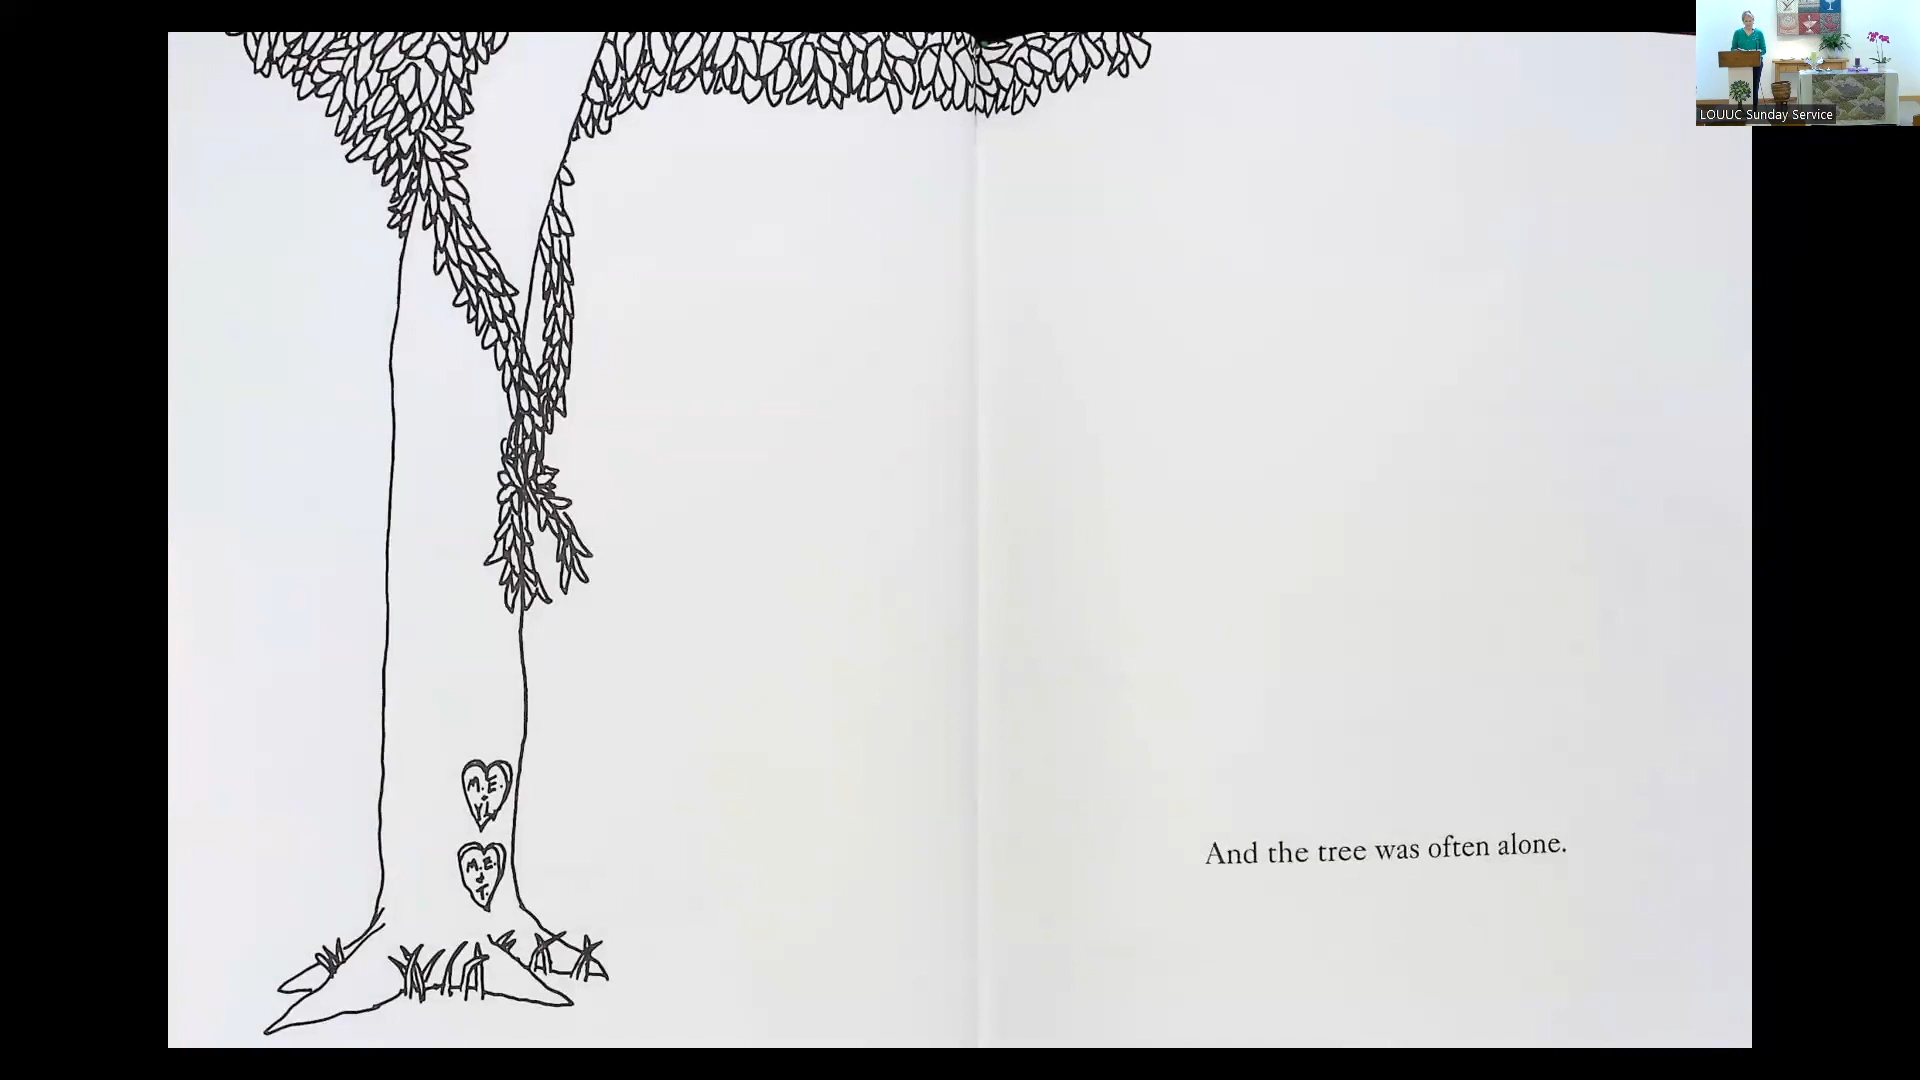 LOUUC Sunday Service
M.E.
+
Y.L.
M.E.
+
T.
And the tree was often alone.